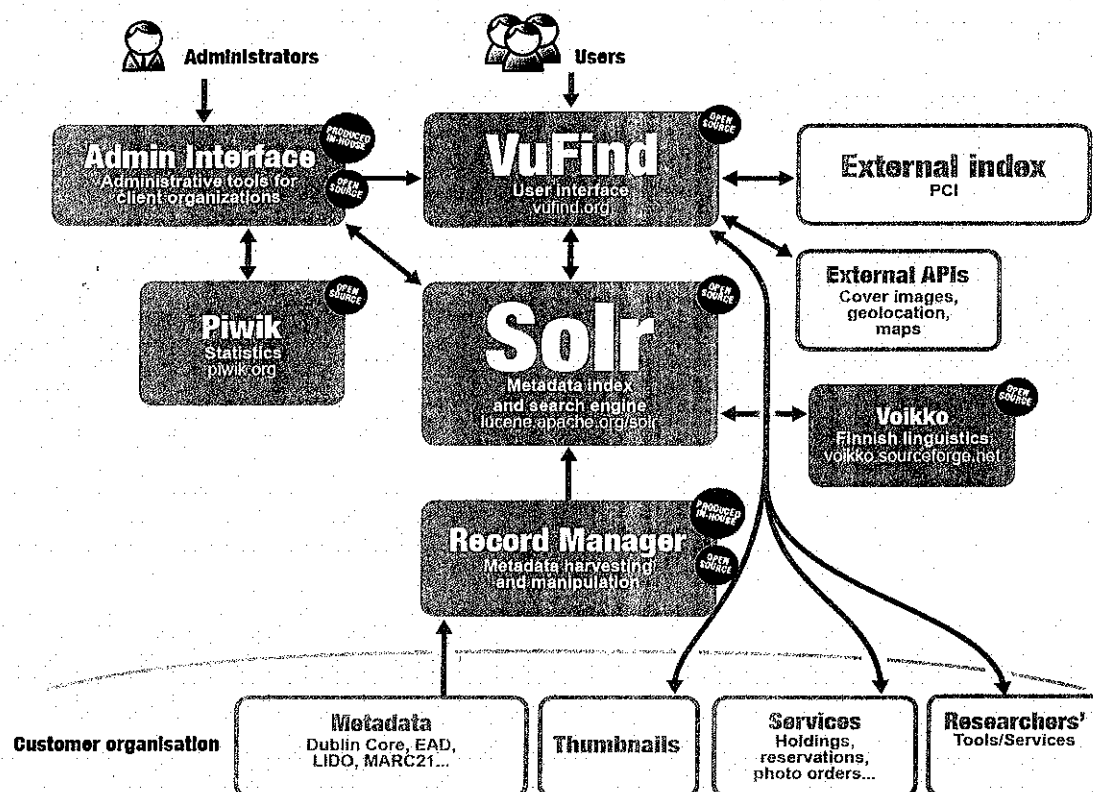 Administrators
Users
PRODUCED
IN-HOUSE
OPEN
SOURCE
Admin Interface
Administrative tools for
client organizations
OPEN
SOURCE
VuFind
User interface
vufind.org
External index
PCI
OPEN
SOURCE
Piwik
Statistics
piwik.org
OPEN
SOURCE
Solr
Metadata index
and search engine
lucene.apache.org/solr
External APIs
Cover images,
geolocation,
maps
OPEN
SOURCE
Voikko
Finnish linguistics
voikko.sourceforge.net
PRODUCED
IN-HOUSE
OPEN
SOURCE
Record Manager
Metadata harvesting
and manipulation
Customer organisation
Metadata
Dublin Core, EAD,
LIDO, MARC21...
Thumbnails
Services
Holdings,
reservations,
photo orders...
Researchers'
Tools/Services